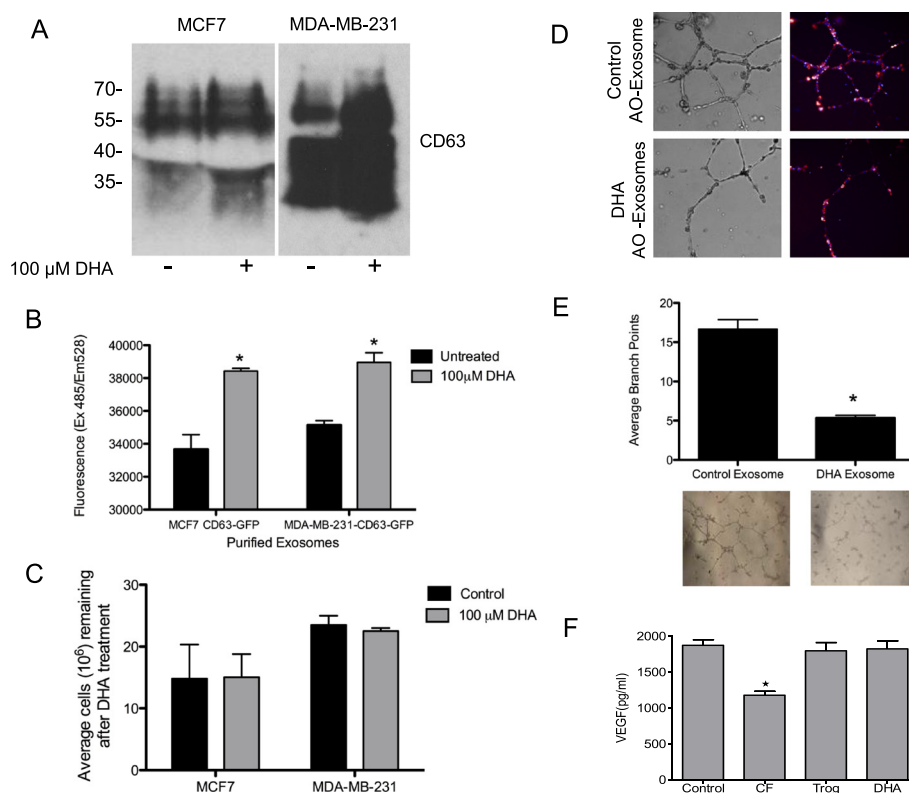 A
MCF7 MDA-MB-231
70-
55-
40-
35-
CD63
100 µM DHA - + - +
B
Fluorescence (Ex 485/Em528)
40000
38000
36000
34000
32000
30000
* *
Untreated
100µM DHA
MCF7 CD63-GFP MDA-MB-231-CD63-GFP
Purified Exosomes
C
Average cells (10⁶) remaining
after DHA treatment
30
20
10
0
Control
100 µM DHA
MCF7 MDA-MB-231
D
Control
AO-Exosome
DHA
AO -Exosomes
E
Average Branch Points
20
15
10
5
0
*
Control Exosome DHA Exosome
F
VEGF(pg/ml)
2000
1500
1000
500
0
★
Control CF Trog DHA